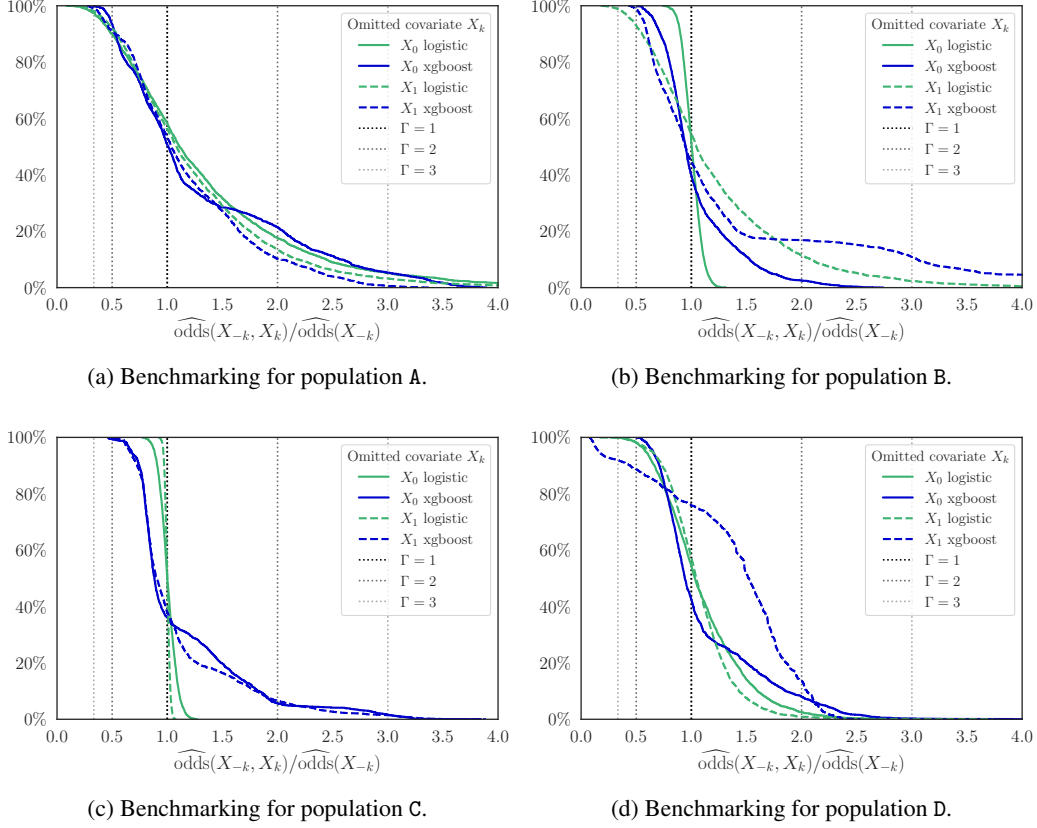 100%
80%
60%
40%
20%
0%
0.0 0.5 1.0 1.5 2.0 2.5 3.0 3.5 4.0
odds(X₋ₖ, Xₖ)/odds(X₋ₖ)
Omitted covariate Xₖ
X₀ logistic
X₀ xgboost
X₁ logistic
X₁ xgboost
Γ = 1
Γ = 2
Γ = 3
(a) Benchmarking for population A.
100%
80%
60%
40%
20%
0%
0.0 0.5 1.0 1.5 2.0 2.5 3.0 3.5 4.0
odds(X₋ₖ, Xₖ)/odds(X₋ₖ)
Omitted covariate Xₖ
X₀ logistic
X₀ xgboost
X₁ logistic
X₁ xgboost
Γ = 1
Γ = 2
Γ = 3
(b) Benchmarking for population B.
100%
80%
60%
40%
20%
0%
0.0 0.5 1.0 1.5 2.0 2.5 3.0 3.5 4.0
odds(X₋ₖ, Xₖ)/odds(X₋ₖ)
Omitted covariate Xₖ
X₀ logistic
X₀ xgboost
X₁ logistic
X₁ xgboost
Γ = 1
Γ = 2
Γ = 3
(c) Benchmarking for population C.
100%
80%
60%
40%
20%
0%
0.0 0.5 1.0 1.5 2.0 2.5 3.0 3.5 4.0
odds(X₋ₖ, Xₖ)/odds(X₋ₖ)
Omitted covariate Xₖ
X₀ logistic
X₀ xgboost
X₁ logistic
X₁ xgboost
Γ = 1
Γ = 2
Γ = 3
(d) Benchmarking for population D.